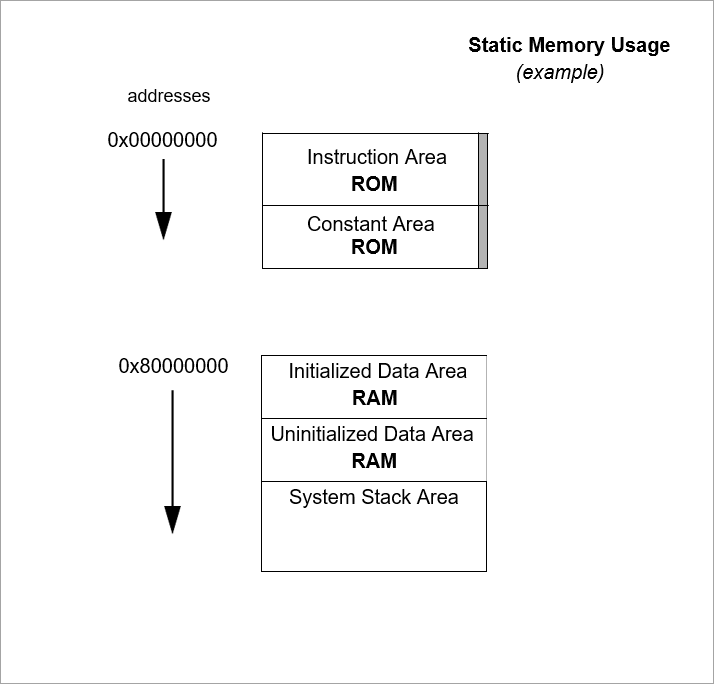 Static Memory Usage
(example)
addresses
0x00000000
Instruction Area
ROM
Constant Area
ROM
0x80000000
Initialized Data Area
RAM
Uninitialized Data Area
RAM
System Stack Area